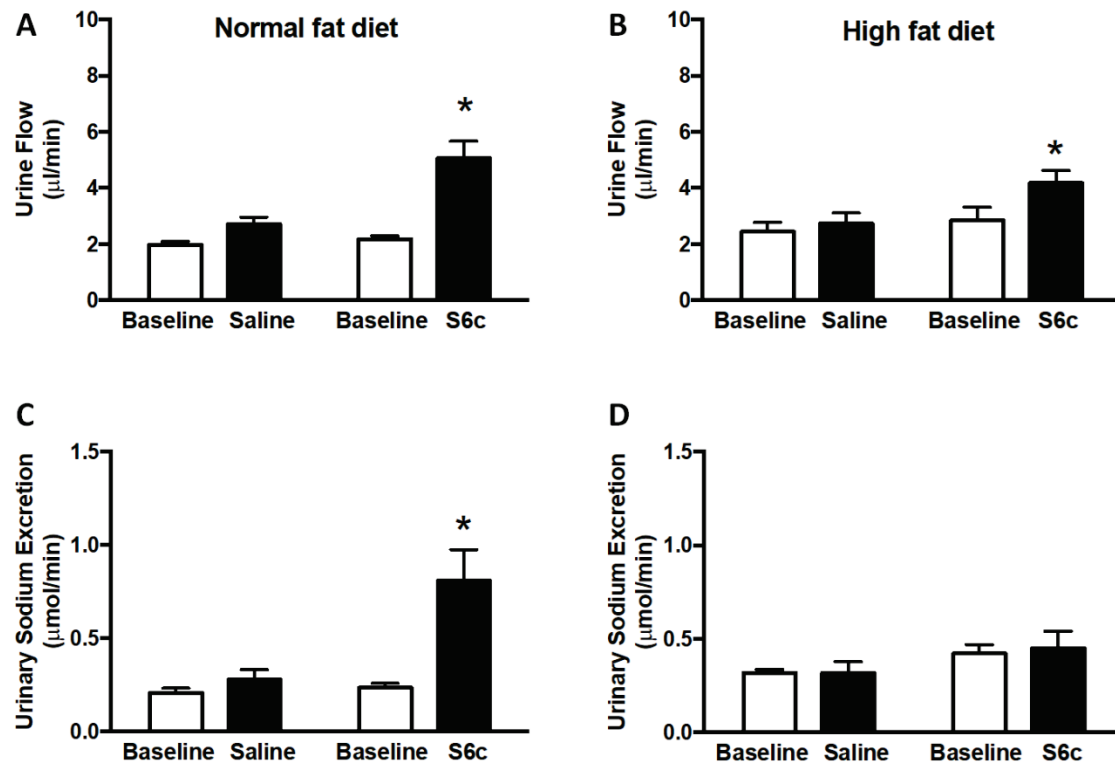 A
Normal fat diet
Urine Flow
(μl/min)
10
8
6
4
2
0
*
Baseline Saline Baseline S6c
B
High fat diet
Urine Flow
(μl/min)
10
8
6
4
2
0
*
Baseline Saline Baseline S6c
C
Urinary Sodium Excretion
(μmol/min)
1.5
1.0
0.5
0.0
*
Baseline Saline Baseline S6c
D
Urinary Sodium Excretion
(μmol/min)
1.5
1.0
0.5
0.0
Baseline Saline Baseline S6c